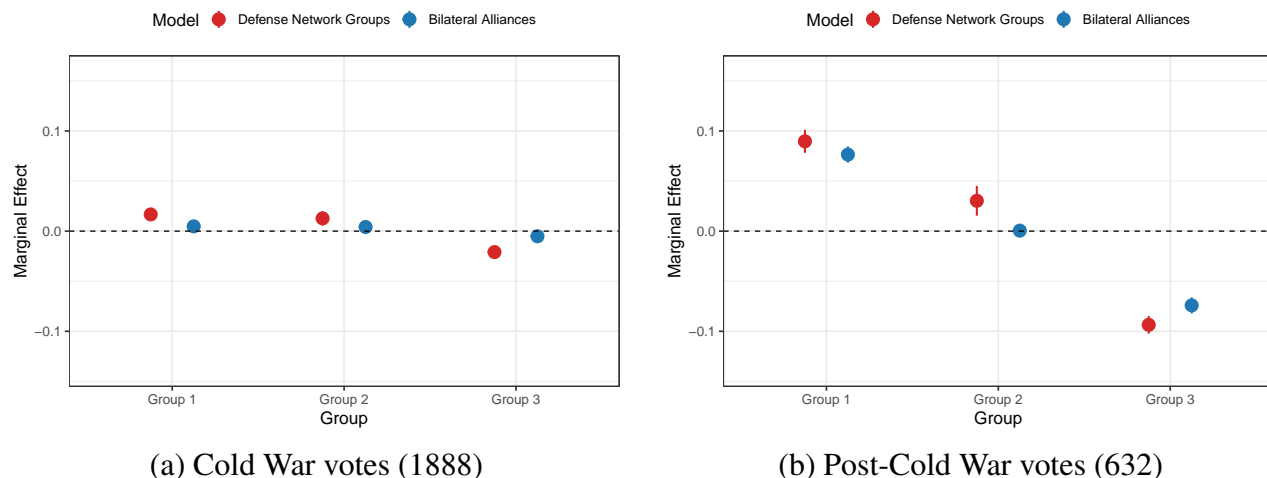 Model Defense Network Groups Bilateral Alliances
0.1
0.0
−0.1
Marginal Effect
Group 1 Group 2 Group 3
Group
(a) Cold War votes (1888)
Model Defense Network Groups Bilateral Alliances
0.1
0.0
−0.1
Marginal Effect
Group 1 Group 2 Group 3
Group
(b) Post-Cold War votes (632)